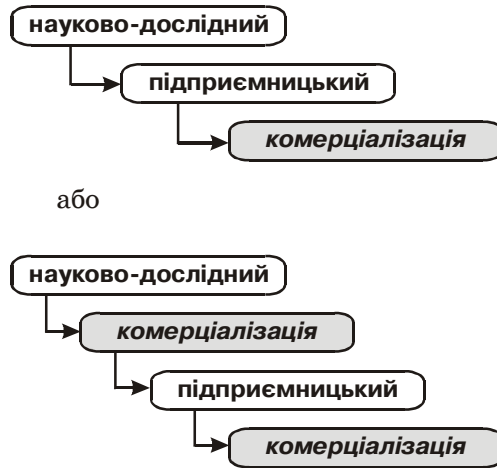 науково-дослідний
підприємницький
комерціалізація
або
науково-дослідний
комерціалізація
підприємницький
комерціалізація